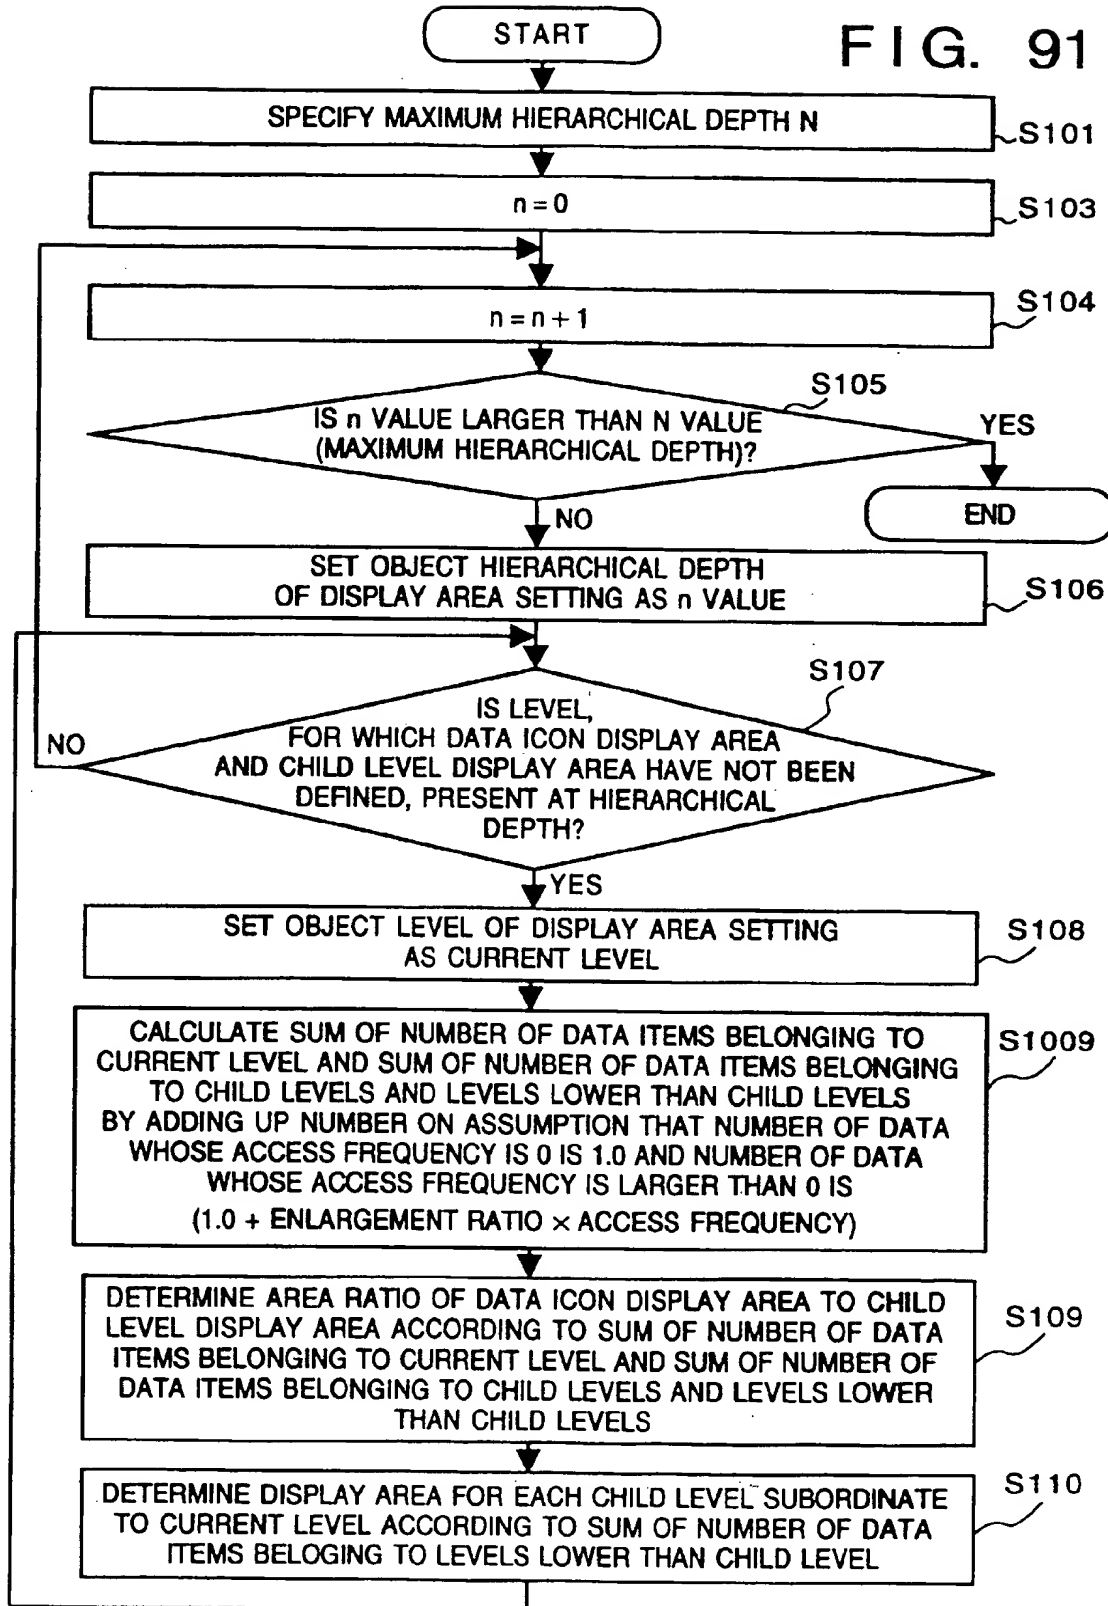 START
FIG. 91
SPECIFY MAXIMUM HIERARCHICAL DEPTH N
S101
n = 0
S103
S104
n = n + 1
S105
IS n VALUE LARGER THAN N VALUE
(MAXIMUM HIERARCHICAL DEPTH)?
YES
END
NO
SET OBJECT HIERARCHICAL DEPTH
OF DISPLAY AREA SETTING AS n VALUE
S106
S107
IS LEVEL,
FOR WHICH DATA ICON DISPLAY AREA
AND CHILD LEVEL DISPLAY AREA HAVE NOT BEEN
DEFINED, PRESENT AT HIERARCHICAL
DEPTH?
NO
YES
SET OBJECT LEVEL OF DISPLAY AREA SETTING
AS CURRENT LEVEL
S108
CALCULATE SUM OF NUMBER OF DATA ITEMS BELONGING TO
CURRENT LEVEL AND SUM OF NUMBER OF DATA ITEMS BELONGING
TO CHILD LEVELS AND LEVELS LOWER THAN CHILD LEVELS
BY ADDING UP NUMBER ON ASSUMPTION THAT NUMBER OF DATA
WHOSE ACCESS FREQUENCY IS 0 IS 1.0 AND NUMBER OF DATA
WHOSE ACCESS FREQUENCY IS LARGER THAN 0 IS
(1.0 + ENLARGEMENT RATIO × ACCESS FREQUENCY)
S1009
DETERMINE AREA RATIO OF DATA ICON DISPLAY AREA TO CHILD
LEVEL DISPLAY AREA ACCORDING TO SUM OF NUMBER OF DATA
ITEMS BELONGING TO CURRENT LEVEL AND SUM OF NUMBER OF
DATA ITEMS BELONGING TO CHILD LEVELS AND LEVELS LOWER
THAN CHILD LEVELS
S109
DETERMINE DISPLAY AREA FOR EACH CHILD LEVEL SUBORDINATE
TO CURRENT LEVEL ACCORDING TO SUM OF NUMBER OF DATA
ITEMS BELOGING TO LEVELS LOWER THAN CHILD LEVEL
S110